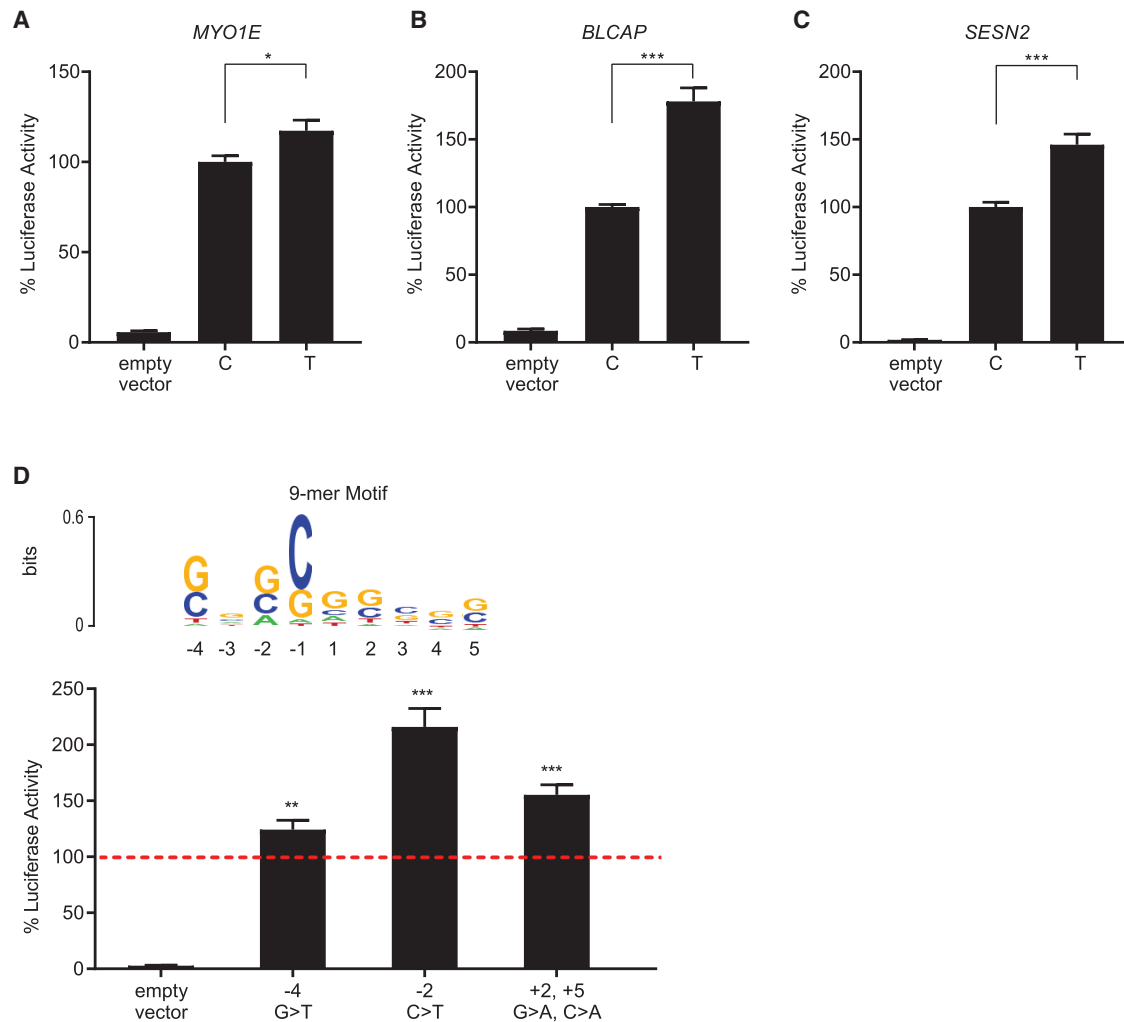 A
MYO1E
*
150
100
50
0
% Luciferase Activity
empty vector
C
T
B
BLCAP
***
200
150
100
50
0
% Luciferase Activity
empty vector
C
T
C
SESN2
***
200
150
100
50
0
% Luciferase Activity
empty vector
C
T
D
9-mer Motif
0.6
bits
0
G G C G G C G G
C G C G C C G C C
T A A A T T T
-4 -3 -2 -1 1 2 3 4 5
250
200
150
100
50
0
% Luciferase Activity
**
***
***
empty vector
-4
G>T
-2
C>T
+2, +5
G>A, C>A